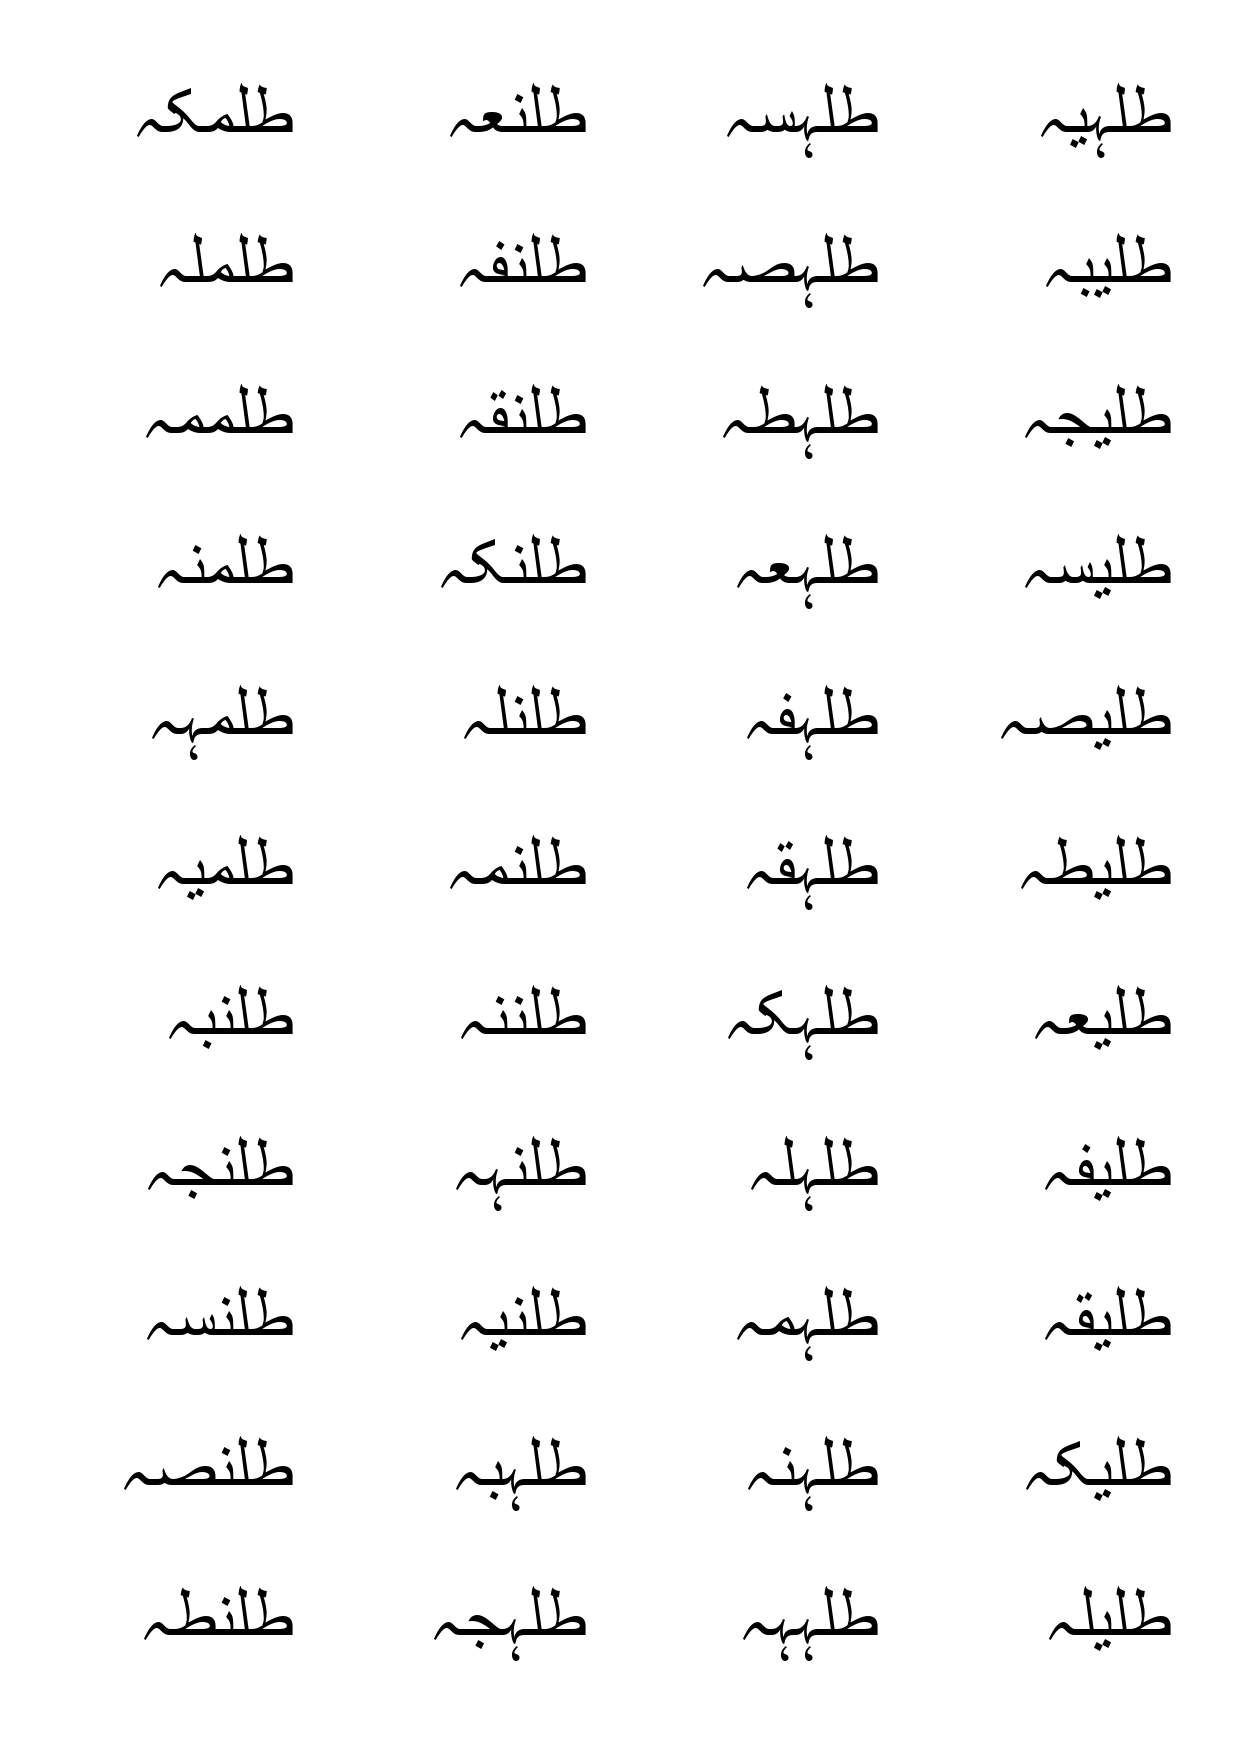 طلہیہ طلہسہ طلنعہ طلمکہ
طلیبہ طلہصہ طلنفہ طلملہ
طلیجہ طلہطہ طلنقہ طلممہ
طلیسہ طلہعہ طلنکہ طلمنہ
طلیصہ طلہفہ طلنلہ طلمہہ
طلیطہ طلہقہ طلنمہ طلمیہ
طلیعہ طلہکہ طلننہ طلنبہ
طلیفہ طلہلہ طلنہہ طلنجہ
طلیقہ طلہمہ طلنیہ طلنسہ
طلیکہ طلہنہ طلہبہ طلنصہ
طلیلہ طلہہہ طلہجہ طلنطہ